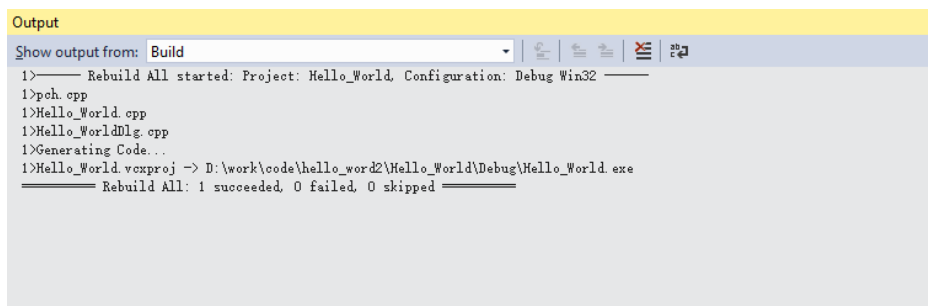 Output
Show output from: Build
1>------ Rebuild All started: Project: Hello_World, Configuration: Debug Win32 ------
1>pch.cpp
1>Hello_World.cpp
1>Hello_WorldDlg.cpp
1>Generating Code...
1>Hello_World.vcxproj -> D:\work\code\hello_word2\Hello_World\Debug\Hello_World.exe
========== Rebuild All: 1 succeeded, 0 failed, 0 skipped ==========